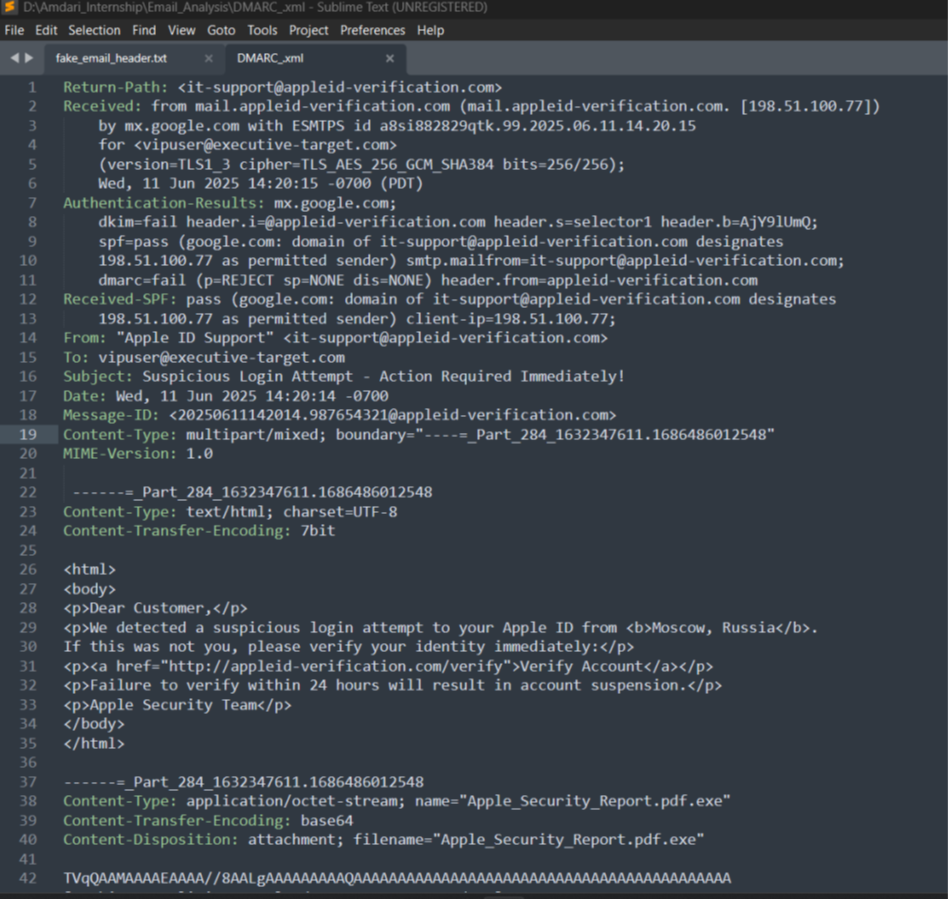 D:\Amdari_Internship\Email_Analysis\DMARC_.xml - Sublime Text (UNREGISTERED)
File Edit Selection Find View Goto Tools Project Preferences Help
fake_email_header.txt × DMARC_.xml ×
1 Return-Path: <it-support@appleid-verification.com>
2 Received: from mail.appleid-verification.com (mail.appleid-verification.com. [198.51.100.77])
3 by mx.google.com with ESMTPS id a8si882829qtk.99.2025.06.11.14.20.15
4 for <vipuser@executive-target.com>
5 (version=TLS1_3 cipher=TLS_AES_256_GCM_SHA384 bits=256/256);
6 Wed, 11 Jun 2025 14:20:15 -0700 (PDT)
7 Authentication-Results: mx.google.com;
8 dkim=fail header.i=@appleid-verification.com header.s=selector1 header.b=AjY9lUmQ;
9 spf=pass (google.com: domain of it-support@appleid-verification.com designates
10 198.51.100.77 as permitted sender) smtp.mailfrom=it-support@appleid-verification.com;
11 dmarc=fail (p=REJECT sp=NONE dis=NONE) header.from=appleid-verification.com
12 Received-SPF: pass (google.com: domain of it-support@appleid-verification.com designates
13 198.51.100.77 as permitted sender) client-ip=198.51.100.77;
14 From: "Apple ID Support" <it-support@appleid-verification.com>
15 To: vipuser@executive-target.com
16 Subject: Suspicious Login Attempt - Action Required Immediately!
17 Date: Wed, 11 Jun 2025 14:20:14 -0700
18 Message-ID: <20250611142014.987654321@appleid-verification.com>
19 Content-Type: multipart/mixed; boundary="----=_Part_284_1632347611.1686486012548"
20 MIME-Version: 1.0
21
22 ------=_Part_284_1632347611.1686486012548
23 Content-Type: text/html; charset=UTF-8
24 Content-Transfer-Encoding: 7bit
25
26 <html>
27 <body>
28 <p>Dear Customer,</p>
29 <p>We detected a suspicious login attempt to your Apple ID from <b>Moscow, Russia</b>.
30 If this was not you, please verify your identity immediately:</p>
31 <p><a href="http://appleid-verification.com/verify">Verify Account</a></p>
32 <p>Failure to verify within 24 hours will result in account suspension.</p>
33 <p>Apple Security Team</p>
34 </body>
35 </html>
36
37 ------=_Part_284_1632347611.1686486012548
38 Content-Type: application/octet-stream; name="Apple_Security_Report.pdf.exe"
39 Content-Transfer-Encoding: base64
40 Content-Disposition: attachment; filename="Apple_Security_Report.pdf.exe"
41
42 TVqQAAMAAAAEAAAA//8AALgAAAAAAAAAQAAAAAAAAAAAAAAAAAAAAAAAAAAAAAAAAAAAAAAAAA